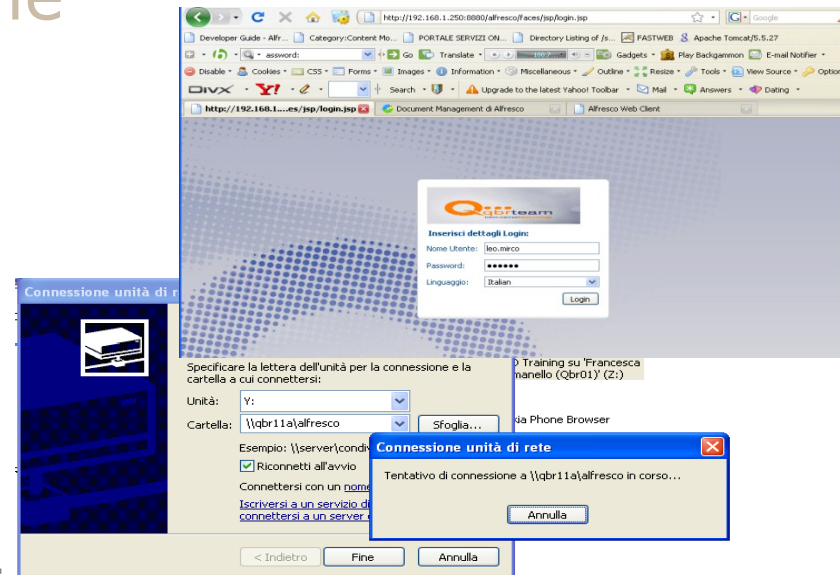 ne
http://192.168.1.250:8080/alfresco/faces/jsp/login.jsp
Google
Developer Guide - Alfr... Category:Content Mo... PORTALE SERVIZI ON... Directory Listing of /s... FASTWEB Apache Tomcat/5.5.27
assword: Go Translate Gadgets Play Backgammon E-mail Notifier
Disable Cookies CSS Forms Images Information Miscellaneous Outline Resize Tools View Source Options
DIVX Y! Search Upgrade to the latest Yahoo! Toolbar Mail Answers Dating
http://192.168.1....es/jsp/login.jsp Document Management di Alfresco Alfresco Web Client
Qqbrteam
Inserisci dettagli Login:
Nome Utente: leo.mirco
Password: ••••••
Linguaggio: Italian
Login
Connessione unità di r
Specificare la lettera dell'unità per la connessione e la
cartella a cui connettersi:
Unità: Y:
Cartella: \\qbr11a\alfresco Sfoglia...
Esempio: \\server\condiv
Riconnetti all'avvio
Connettersi con un nome
Iscriversi a un servizio di
connettersi a un server
< Indietro Fine Annulla
Training su 'Francesca
manello (Qbr01)' (Z:)
kia Phone Browser
Connessione unità di rete
Tentativo di connessione a \\qbr11a\alfresco in corso...
Annulla